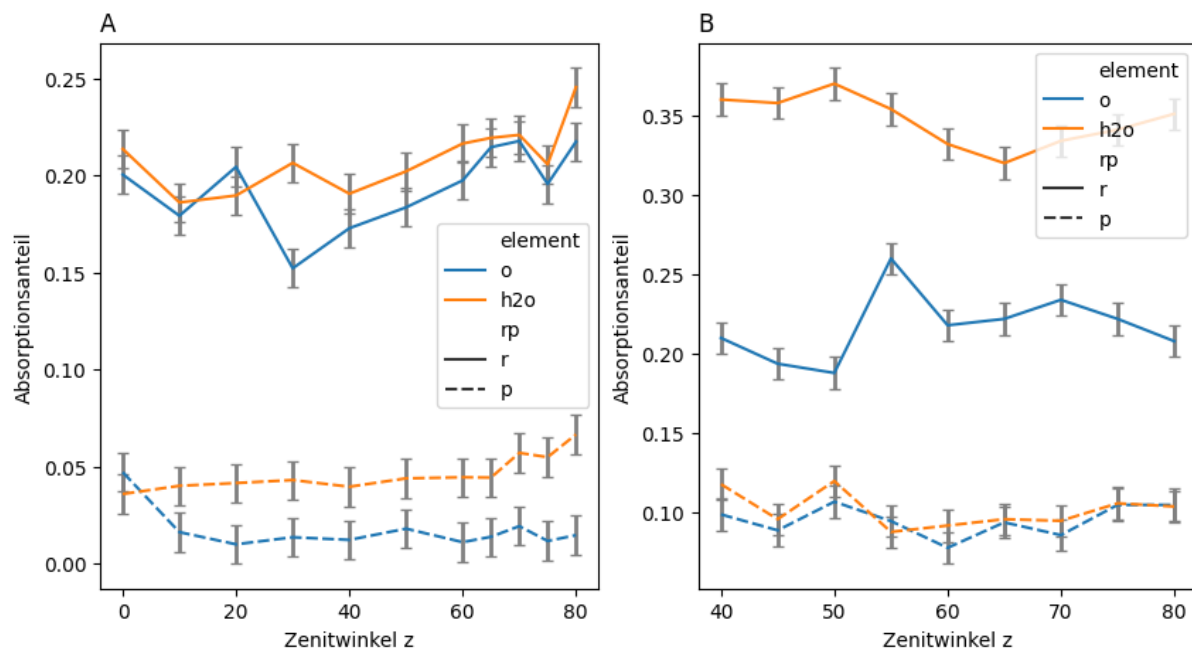 A
Absorptionsanteil
0.25
0.20
0.15
0.10
0.05
0.00
element
o
h2o
rp
r
p
0 20 40 60 80
Zenitwinkel z
B
Absorptionsanteil
0.35
0.30
0.25
0.20
0.15
0.10
element
o
h2o
rp
r
p
40 50 60 70 80
Zenitwinkel z